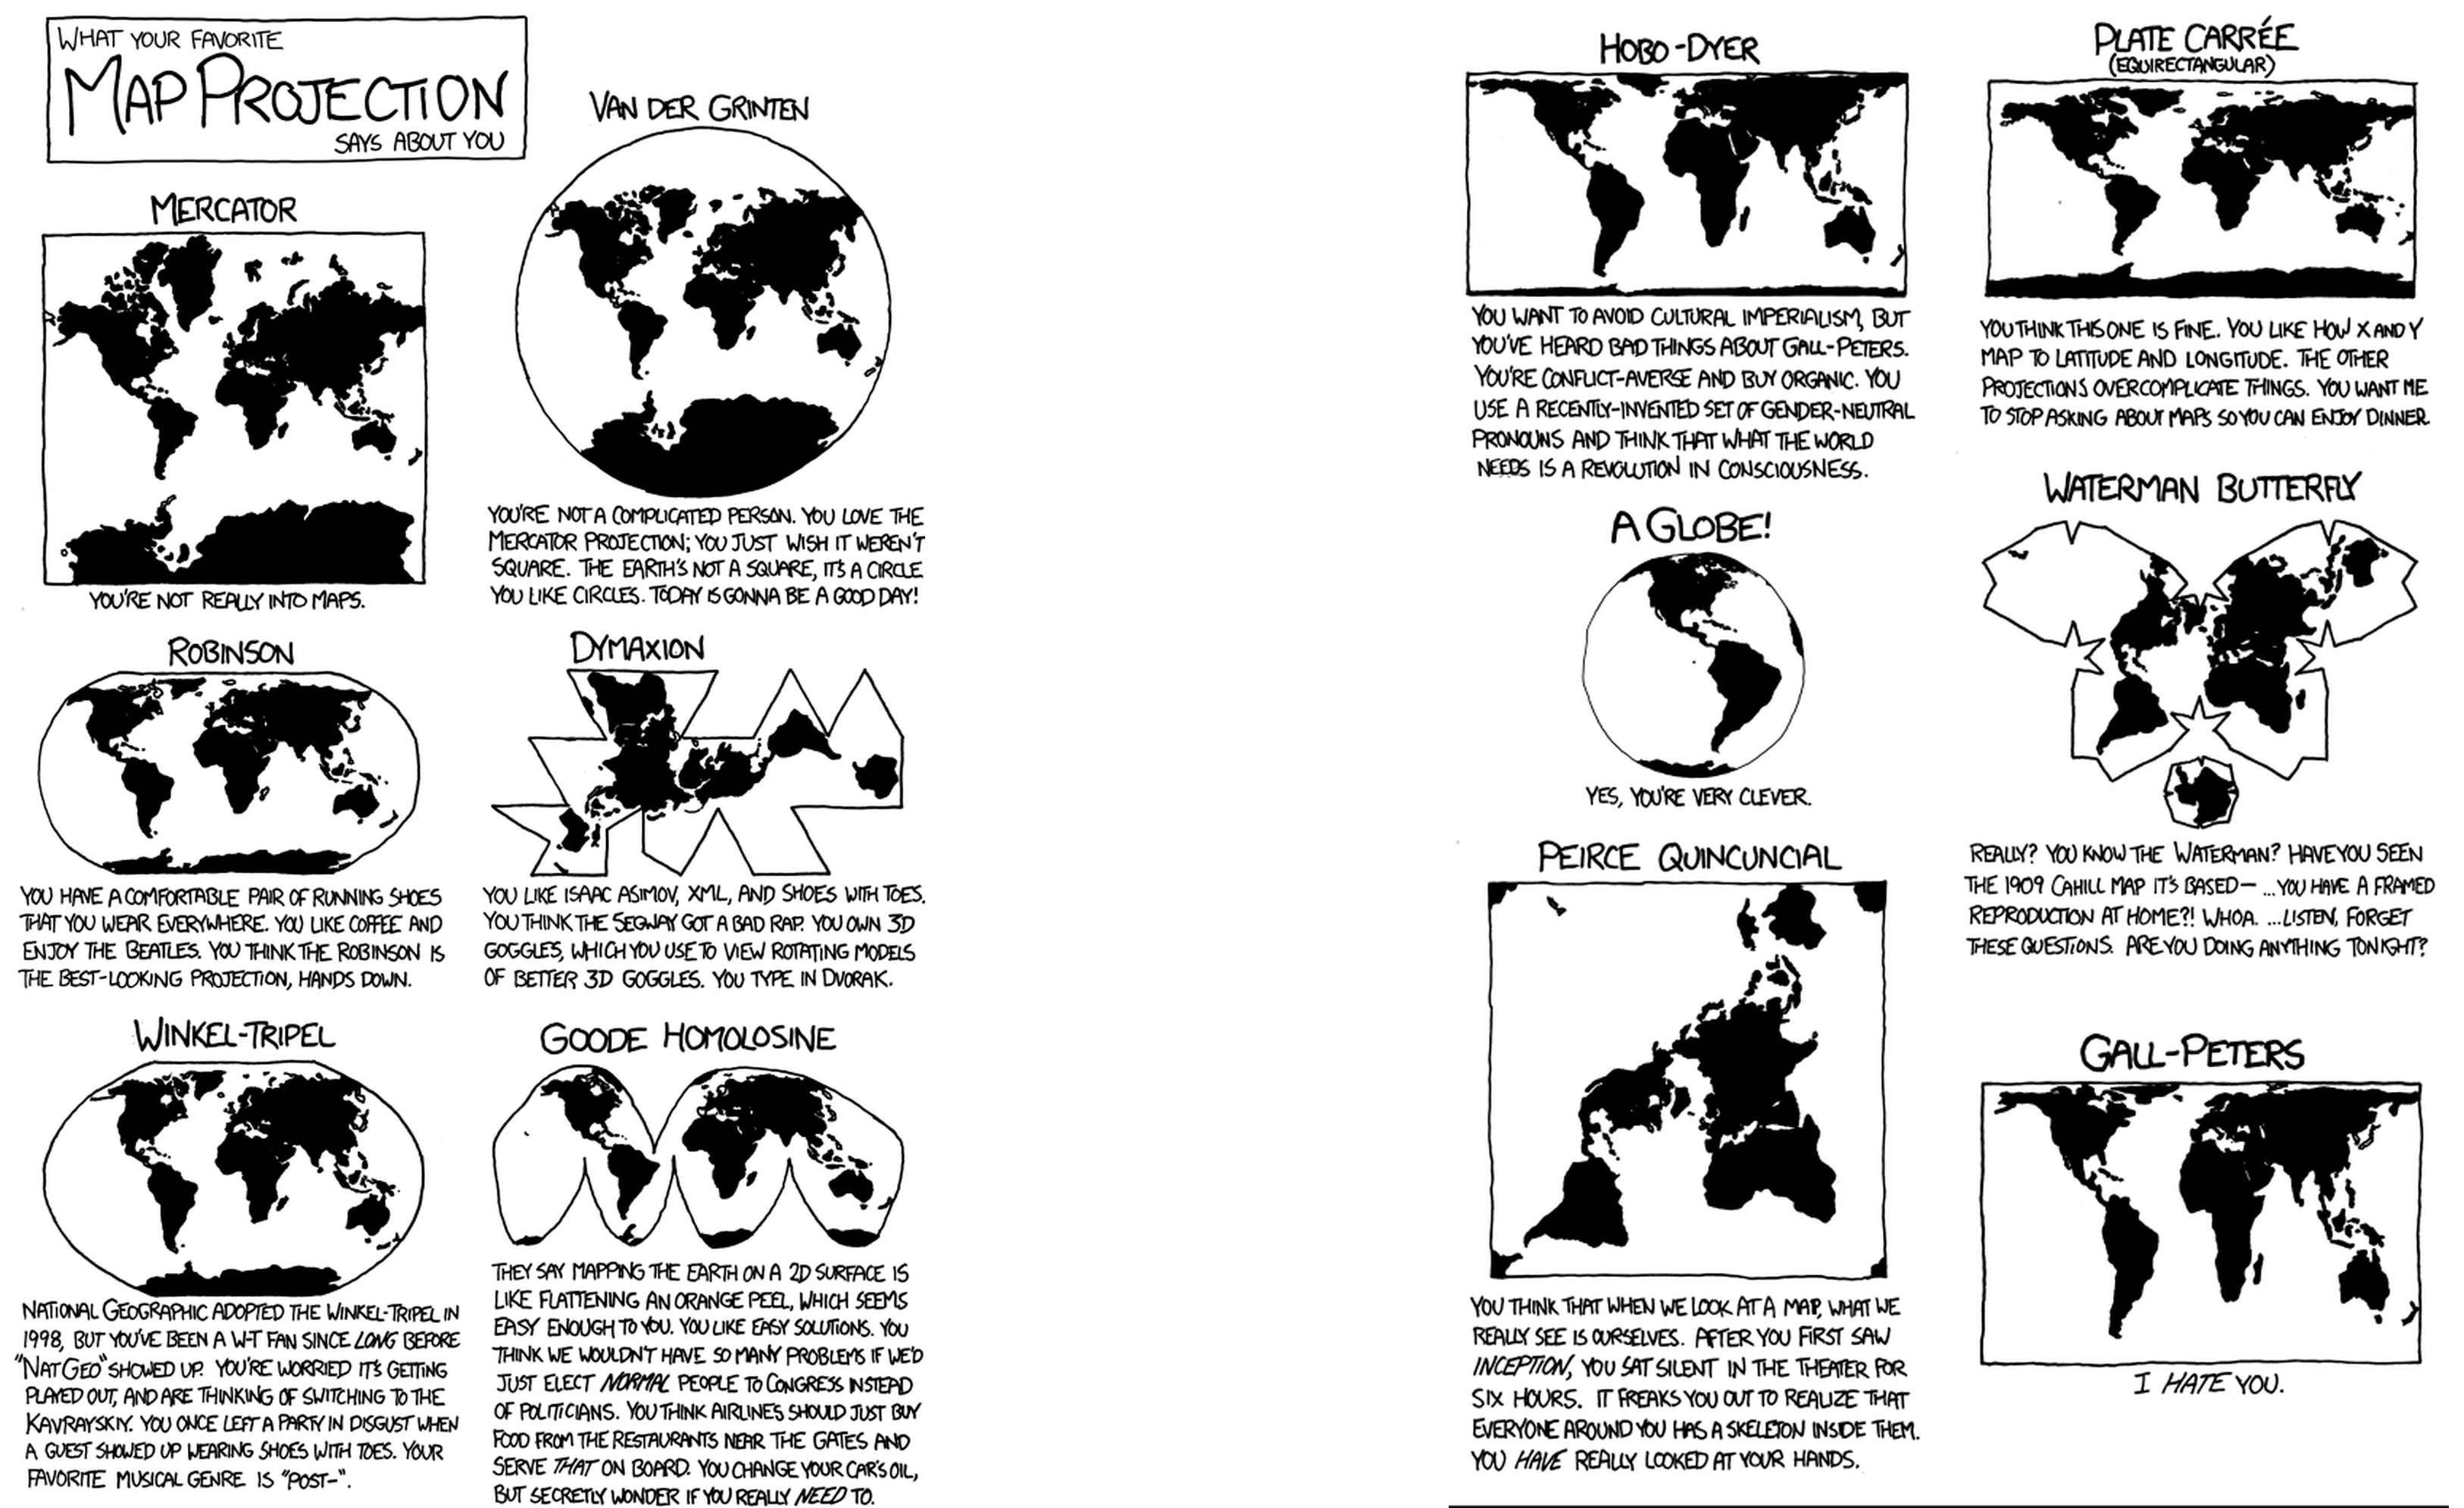 WHAT YOUR FAVORITE
MAP PROJECTION
SAYS ABOUT YOU
MERCATOR
YOU'RE NOT REALLY INTO MAPS.
VAN DER GRINTEN
YOU'RE NOT A COMPLICATED PERSON. YOU LOVE THE
MERCATOR PROJECTION; YOU JUST WISH IT WEREN'T
SQUARE. THE EARTH'S NOT A SQUARE, IT'S A CIRCLE
YOU LIKE CIRCLES. TODAY IS GONNA BE A GOOD DAY!
ROBINSON
YOU HAVE A COMFORTABLE PAIR OF RUNNING SHOES
THAT YOU WEAR EVERYWHERE. YOU LIKE COFFEE AND
ENJOY THE BEATLES. YOU THINK THE ROBINSON IS
THE BEST-LOOKING PROJECTION, HANDS DOWN.
DYMAXION
YOU LIKE ISAAC ASIMOV, XML, AND SHOES WITH TOES.
YOU THINK THE SEGWAY GOT A BAD RAP. YOU OWN 3D
GOGGLES, WHICH YOU USE TO VIEW ROTATING MODELS
OF BETTER 3D GOGGLES. YOU TYPE IN DVORAK.
WINKEL-TRIPEL
NATIONAL GEOGRAPHIC ADOPTED THE WINKEL-TRIPEL IN
1998, BUT YOU'VE BEEN A W-T FAN SINCE LONG BEFORE
"NAT GEO" SHOWED UP. YOU'RE WORRIED IT'S GETTING
PLAYED OUT, AND ARE THINKING OF SWITCHING TO THE
KAVRAYSKIY. YOU ONCE LEFT A PARTY IN DISGUST WHEN
A GUEST SHOWED UP WEARING SHOES WITH TOES. YOUR
FAVORITE MUSICAL GENRE IS "POST-".
GOODE HOMOLOSINE
THEY SAY MAPPING THE EARTH ON A 2D SURFACE IS
LIKE FLATTENING AN ORANGE PEEL, WHICH SEEMS
EASY ENOUGH TO YOU. YOU LIKE EASY SOLUTIONS. YOU
THINK WE WOULDN'T HAVE SO MANY PROBLEMS IF WE'D
JUST ELECT NORMAL PEOPLE TO CONGRESS INSTEAD
OF POLITICIANS. YOU THINK AIRLINES SHOULD JUST BUY
FOOD FROM THE RESTAURANTS NEAR THE GATES AND
SERVE THAT ON BOARD. YOU CHANGE YOUR CAR'S OIL,
BUT SECRETLY WONDER IF YOU REALLY NEED TO.
HOBO-DYER
YOU WANT TO AVOID CULTURAL IMPERIALISM, BUT
YOU'VE HEARD BAD THINGS ABOUT GALL-PETERS.
YOU'RE CONFLICT-AVERSE AND BUY ORGANIC. YOU
USE A RECENTLY-INVENTED SET OF GENDER-NEUTRAL
PRONOUNS AND THINK THAT WHAT THE WORLD
NEEDS IS A REVOLUTION IN CONSCIOUSNESS.
PLATE CARRÉE
(EQUIRECTANGULAR)
YOU THINK THIS ONE IS FINE. YOU LIKE HOW X AND Y
MAP TO LATITUDE AND LONGITUDE. THE OTHER
PROJECTIONS OVERCOMPLICATE THINGS. YOU WANT ME
TO STOP ASKING ABOUT MAPS SO YOU CAN ENJOY DINNER.
A GLOBE!
YES, YOU'RE VERY CLEVER.
WATERMAN BUTTERFLY
REALLY? YOU KNOW THE WATERMAN? HAVE YOU SEEN
THE 1909 CAHILL MAP IT'S BASED— ...YOU HAVE A FRAMED
REPRODUCTION AT HOME?! WHOA. ...LISTEN, FORGET
THESE QUESTIONS. ARE YOU DOING ANYTHING TONIGHT?
PEIRCE QUINCUNCIAL
YOU THINK THAT WHEN WE LOOK AT A MAP, WHAT WE
REALLY SEE IS OURSELVES. AFTER YOU FIRST SAW
INCEPTION, YOU SAT SILENT IN THE THEATER FOR
SIX HOURS. IT FREAKS YOU OUT TO REALIZE THAT
EVERYONE AROUND YOU HAS A SKELETON INSIDE THEM.
YOU HAVE REALLY LOOKED AT YOUR HANDS.
GALL-PETERS
I HATE YOU.